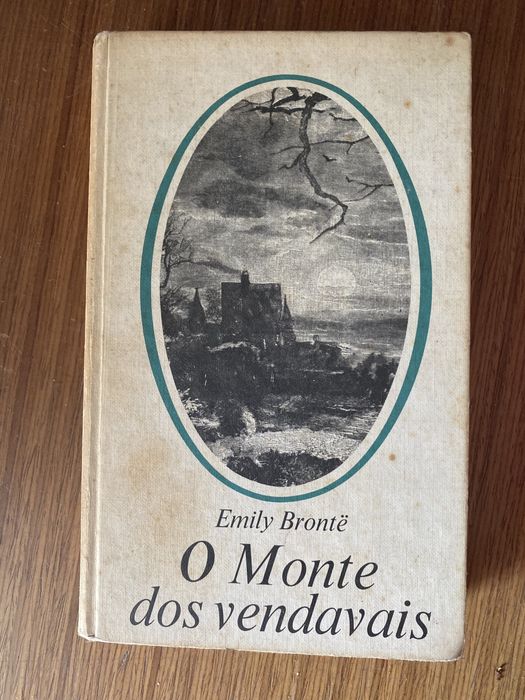 Emily Brontë
O Monte
dos vendavais